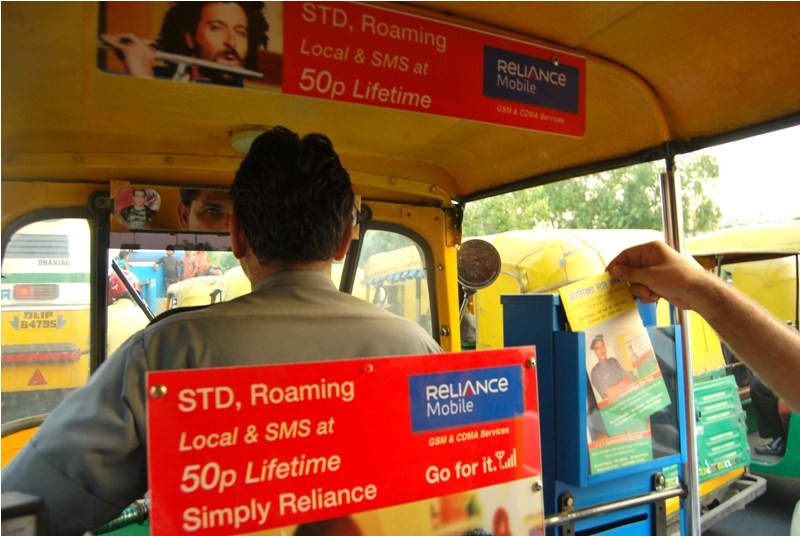 STD, Roaming
Local & SMS at
50p Lifetime
RELIANCE
Mobile
GSM & CDMA Services
DHANJAL
DL1P
STD, Roaming
Local & SMS at
50p Lifetime
Simply Reliance
RELIANCE
Mobile
GSM & CDMA Services
Go for it.